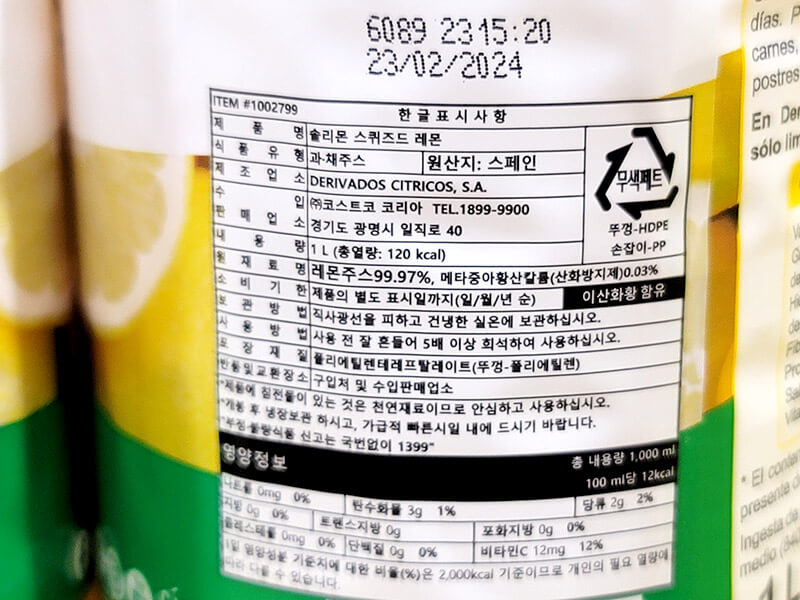 6089 23:15:20
23/02/2024
ITEM #1002799 한글표시사항
제품명 솔리몬 스퀴즈드 레몬
식품유형 과·채주스 원산지: 스페인
제조업소 DERIVADOS CITRICOS, S.A.
수입판매업소 ㈜코스트코 코리아 TEL.1899-9900
경기도 광명시 일직로 40
내용량 1 L (총열량: 120 kcal)
무색페트
뚜껑-HDPE
손잡이-PP
원재료명 레몬주스99.97%, 메타중아황산칼륨(산화방지제)0.03%
소비기한 제품의 별도 표시일까지(일/월/년 순) 이산화황 함유
보관방법 직사광선을 피하고 건냉한 실온에 보관하십시오.
사용방법 사용 전 잘 흔들어 5배 이상 희석하여 사용하십시오.
포장재질 폴리에틸렌테레프탈레이트(뚜껑-폴리에틸렌)
반품및교환장소 구입처 및 수입판매업소
*제품에 침전물이 있는 것은 천연재료이므로 안심하고 사용하십시오.
*개봉 후 냉장보관 하시고, 가급적 빠른시일 내에 드시기 바랍니다.
"부정·불량식품 신고는 국번없이 1399"
영양정보 총 내용량 1,000 ml
100 ml당 12kcal
나트륨 0mg 0% 탄수화물 3g 1% 당류 2g 2%
지방 0g 0% 트랜스지방 0g 포화지방 0g 0%
콜레스테롤 0mg 0% 단백질 0g 0% 비타민C 12mg 12%
1일 영양성분 기준치에 대한 비율(%)은 2,000kcal 기준이므로 개인의 필요 열량에
따라 다를 수 있습니다.
días. P
carnes,
postres
En De
sólo lim
* El conten
presente d
Ingesta de
medio (840
1 L